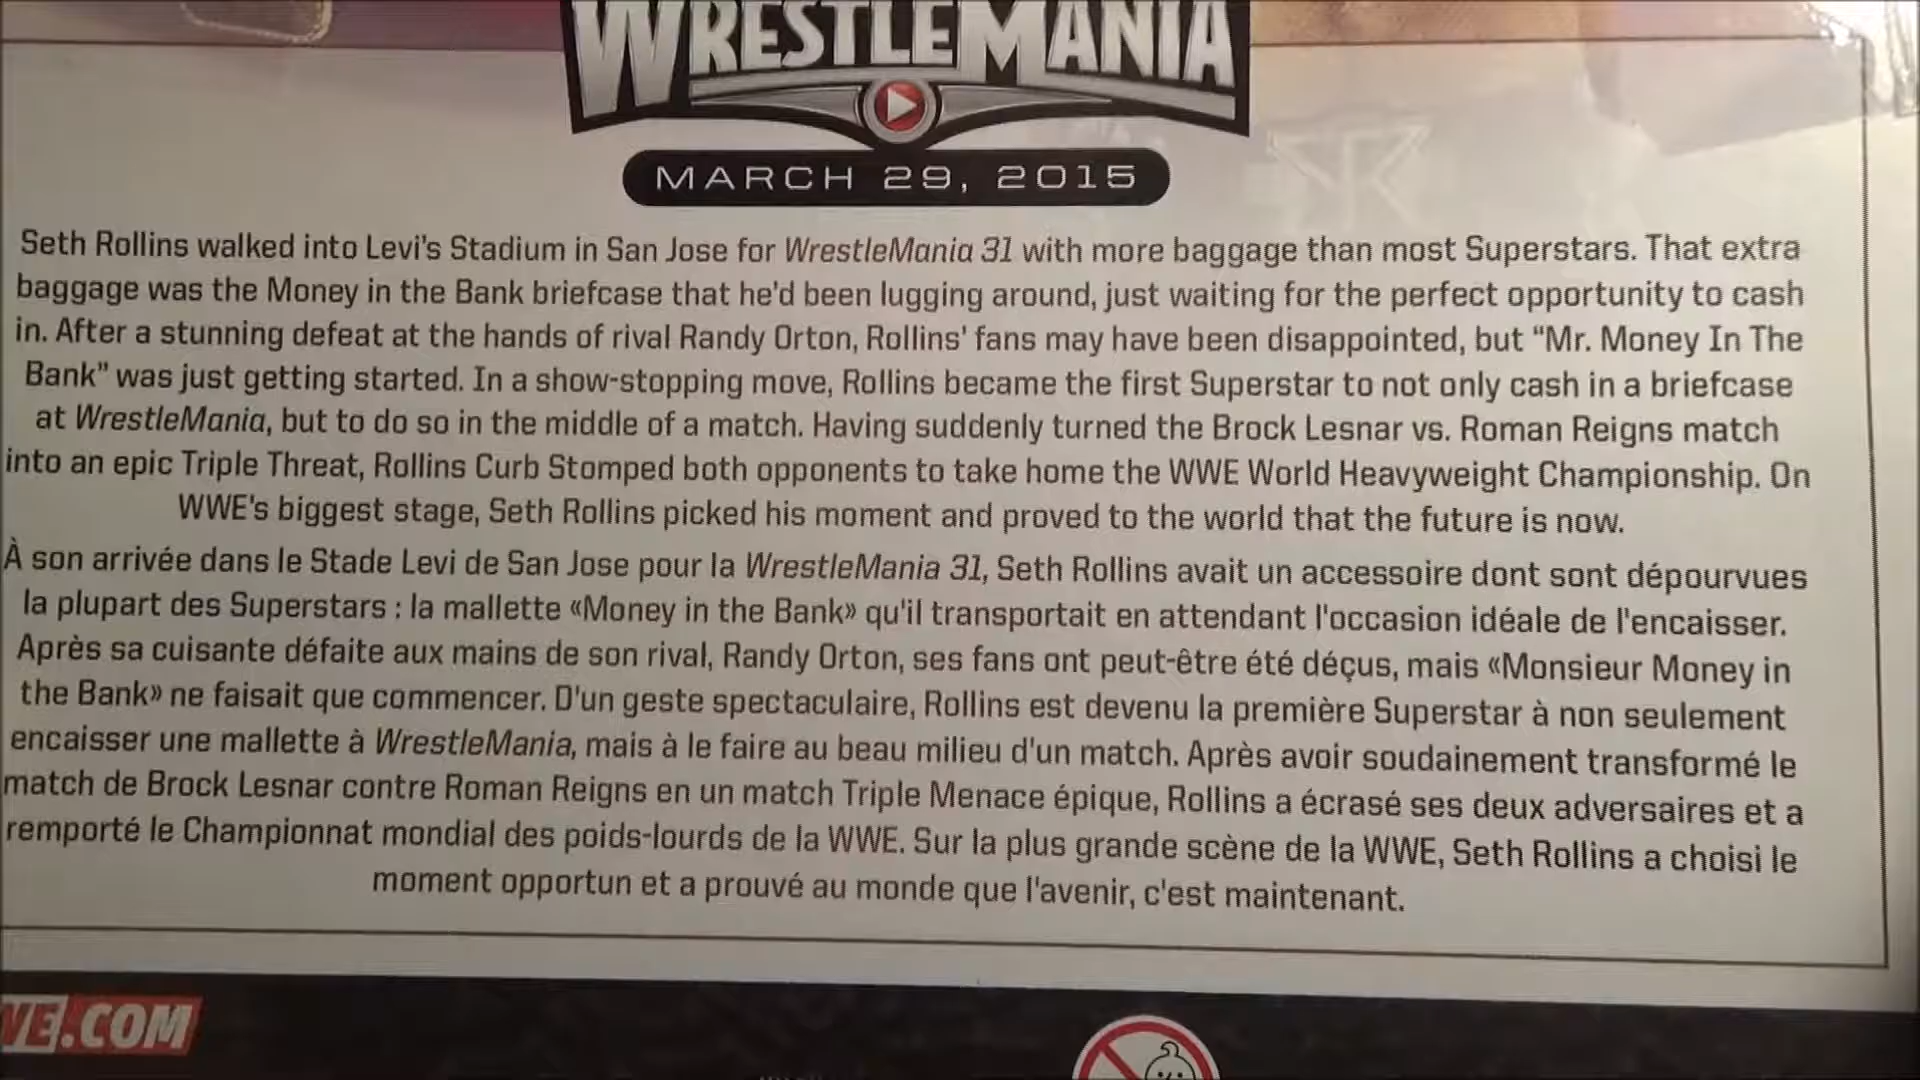 WRESTLEMANIA
MARCH 29, 2015
Seth Rollins walked into Levi's Stadium in San Jose for WrestleMania 31 with more baggage than most Superstars. That extra
baggage was the Money in the Bank briefcase that he'd been lugging around, just waiting for the perfect opportunity to cash
in. After a stunning defeat at the hands of rival Randy Orton, Rollins' fans may have been disappointed, but "Mr. Money In The
Bank" was just getting started. In a show-stopping move, Rollins became the first Superstar to not only cash in a briefcase
at WrestleMania, but to do so in the middle of a match. Having suddenly turned the Brock Lesnar vs. Roman Reigns match
into an epic Triple Threat, Rollins Curb Stomped both opponents to take home the WWE World Heavyweight Championship. On
WWE's biggest stage, Seth Rollins picked his moment and proved to the world that the future is now.
À son arrivée dans le Stade Levi de San Jose pour la WrestleMania 31, Seth Rollins avait un accessoire dont sont dépourvues
la plupart des Superstars : la mallette «Money in the Bank» qu'il transportait en attendant l'occasion idéale de l'encaisser.
Après sa cuisante défaite aux mains de son rival, Randy Orton, ses fans ont peut-être été déçus, mais «Monsieur Money in
the Bank» ne faisait que commencer. D'un geste spectaculaire, Rollins est devenu la première Superstar à non seulement
encaisser une mallette à WrestleMania, mais à le faire au beau milieu d'un match. Après avoir soudainement transformé le
match de Brock Lesnar contre Roman Reigns en un match Triple Menace épique, Rollins a écrasé ses deux adversaires et a
remporté le Championnat mondial des poids-lourds de la WWE. Sur la plus grande scène de la WWE, Seth Rollins a choisi le
moment opportun et a prouvé au monde que l'avenir, c'est maintenant.
WE.COM